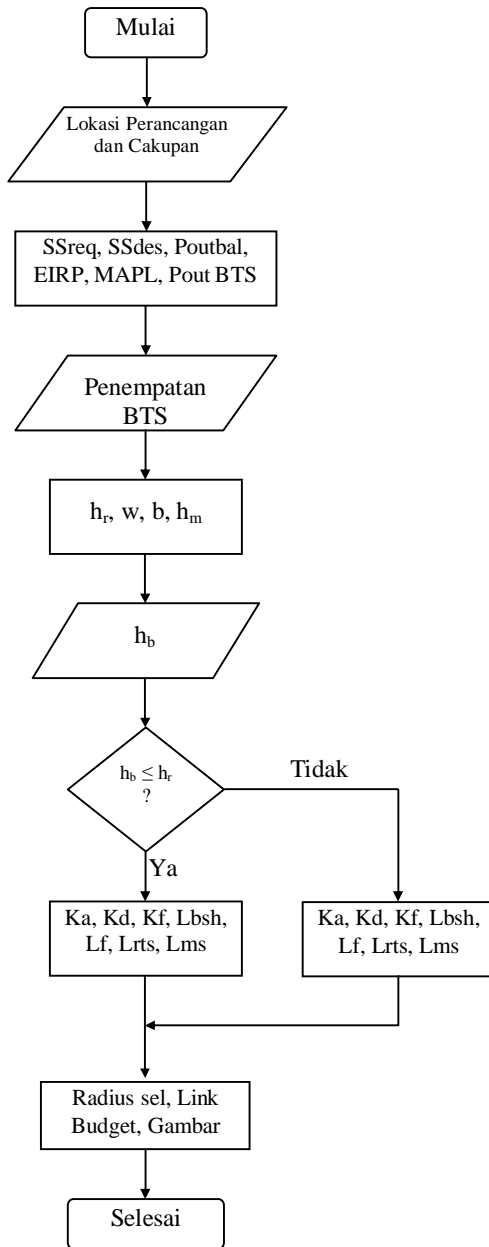 Mulai
Lokasi Perancangan
dan Cakupan
SSreq, SSdes, Poutbal,
EIRP, MAPL, Pout BTS
Penempatan
BTS
hr, w, b, hm
hb
hb ≤ hr
?
Tidak
Ya
Ka, Kd, Kf, Lbsh,
Lf, Lrts, Lms
Ka, Kd, Kf, Lbsh,
Lf, Lrts, Lms
Radius sel, Link
Budget, Gambar
Selesai